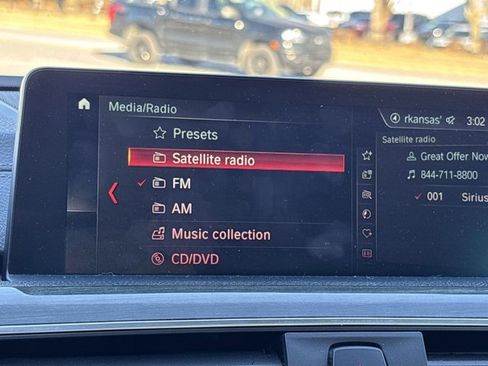 Media/Radio
rkansas' 3:02
Presets
Satellite radio
FM
AM
Music collection
CD/DVD
Satellite radio
Great Offer Now
844-711-8800
001 Sirius